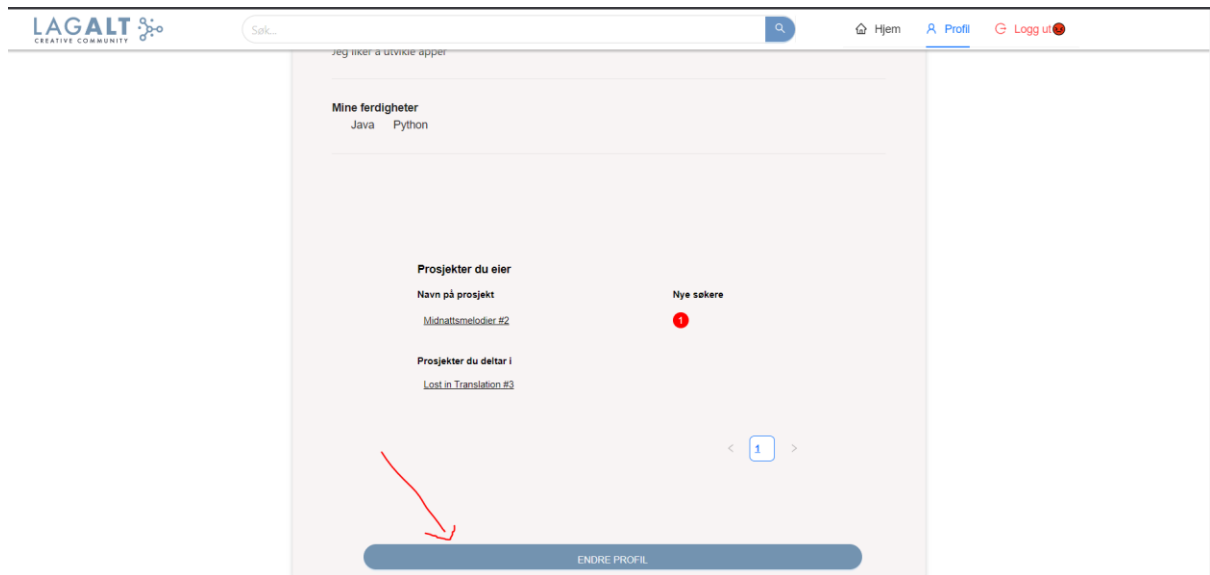 LAGALT
CREATIVE COMMUNITY
Søk...
Hjem
Profil
Logg ut
Jeg liker å utvikle apper
Mine ferdigheter
Java Python
Prosjekter du eier
Navn på prosjekt Nye søkere
Midnattsmelodier #2 1
Prosjekter du deltar i
Lost in Translation #3
< 1 >
ENDRE PROFIL